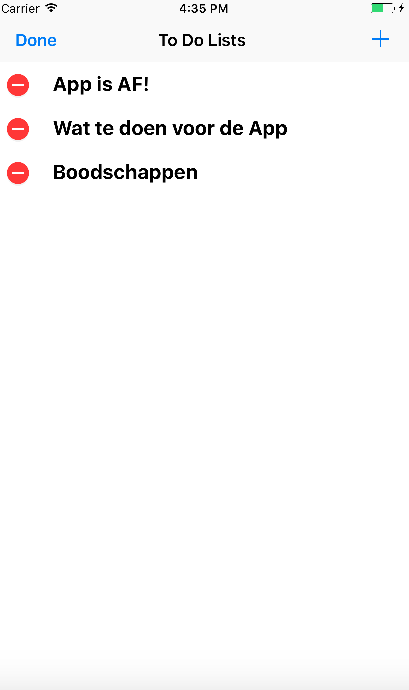 Carrier 4:35 PM
Done To Do Lists +
App is AF!
Wat te doen voor de App
Boodschappen